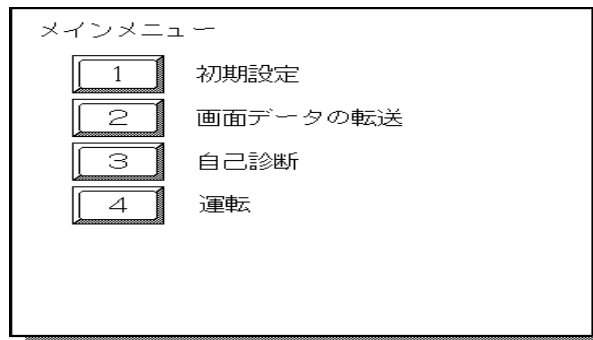 メインメニュー
1 初期設定
2 画面データの転送
3 自己診断
4 運転